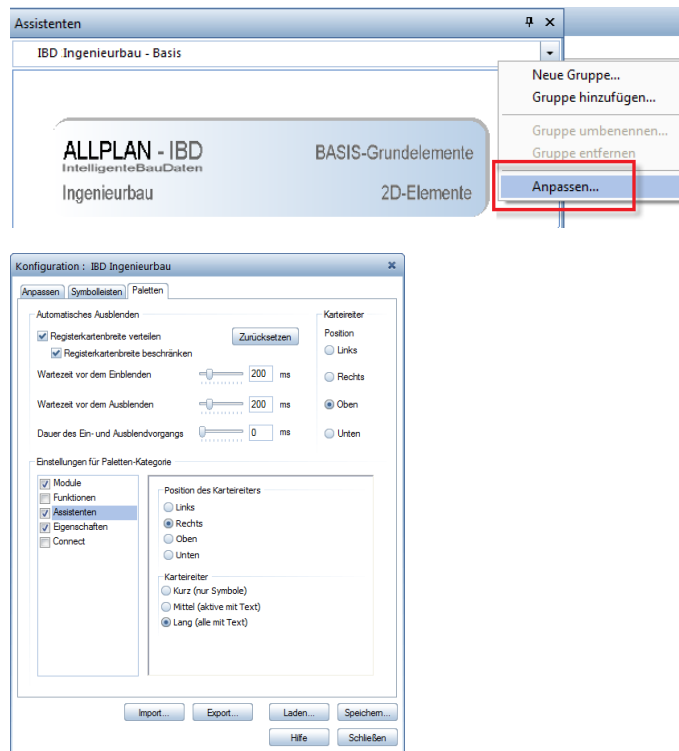 Assistenten
IBD Ingenieurbau - Basis
Neue Gruppe...
Gruppe hinzufügen...
Gruppe umbenennen...
Gruppe entfernen
Anpassen...
ALLPLAN - IBD
IntelligenteBauDaten
Ingenieurbau
BASIS-Grundelemente
2D-Elemente
Konfiguration : IBD Ingenieurbau
Anpassen Symbolleisten Paletten
Automatisches Ausblenden
Registerkartenbreite verteilen
Zurücksetzen
Registerkartenbreite beschränken
Wartezeit vor dem Einblenden 200 ms
Wartezeit vor dem Ausblenden 200 ms
Dauer des Ein- und Ausblendvorgangs 0 ms
Karteireiter
Position
Links
Rechts
Oben
Unten
Einstellungen für Paletten-Kategorie
Module
Funktionen
Assistenten
Eigenschaften
Connect
Position des Karteireiters
Links
Rechts
Oben
Unten
Karteireiter
Kurz (nur Symbole)
Mittel (aktive mit Text)
Lang (alle mit Text)
Import... Export... Laden... Speichern...
Hilfe Schließen